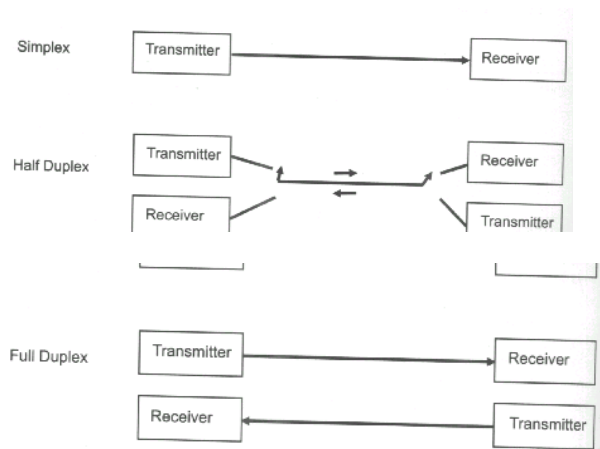 Simplex
Transmitter
Receiver
Half Duplex
Transmitter
Receiver
Receiver
Transmitter
Full Duplex
Transmitter
Receiver
Receiver
Transmitter